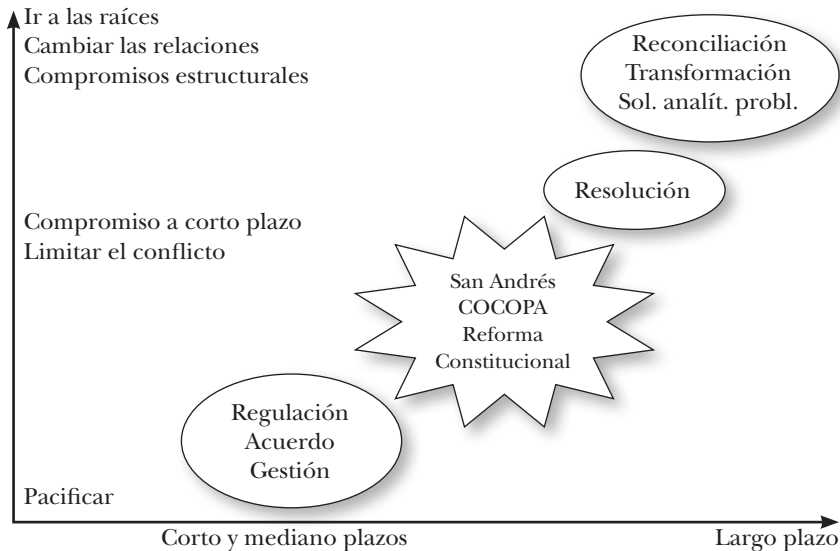 Ir a las raíces
Cambiar las relaciones
Compromisos estructurales
Reconciliación
Transformación
Sol. analít. probl.
Resolución
Compromiso a corto plazo
Limitar el conflicto
San Andrés
COCOPA
Reforma
Constitucional
Regulación
Acuerdo
Gestión
Pacificar
Corto y mediano plazos
Largo plazo